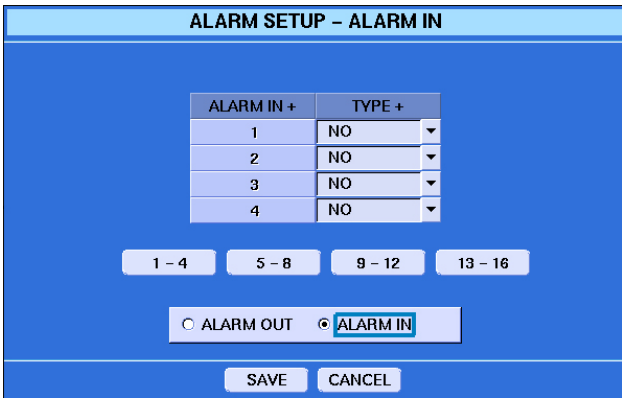 ALARM SETUP – ALARM IN
ALARM IN + TYPE +
1 NO
2 NO
3 NO
4 NO
1 – 4 5 – 8 9 – 12 13 – 16
ALARM OUT ALARM IN
SAVE CANCEL